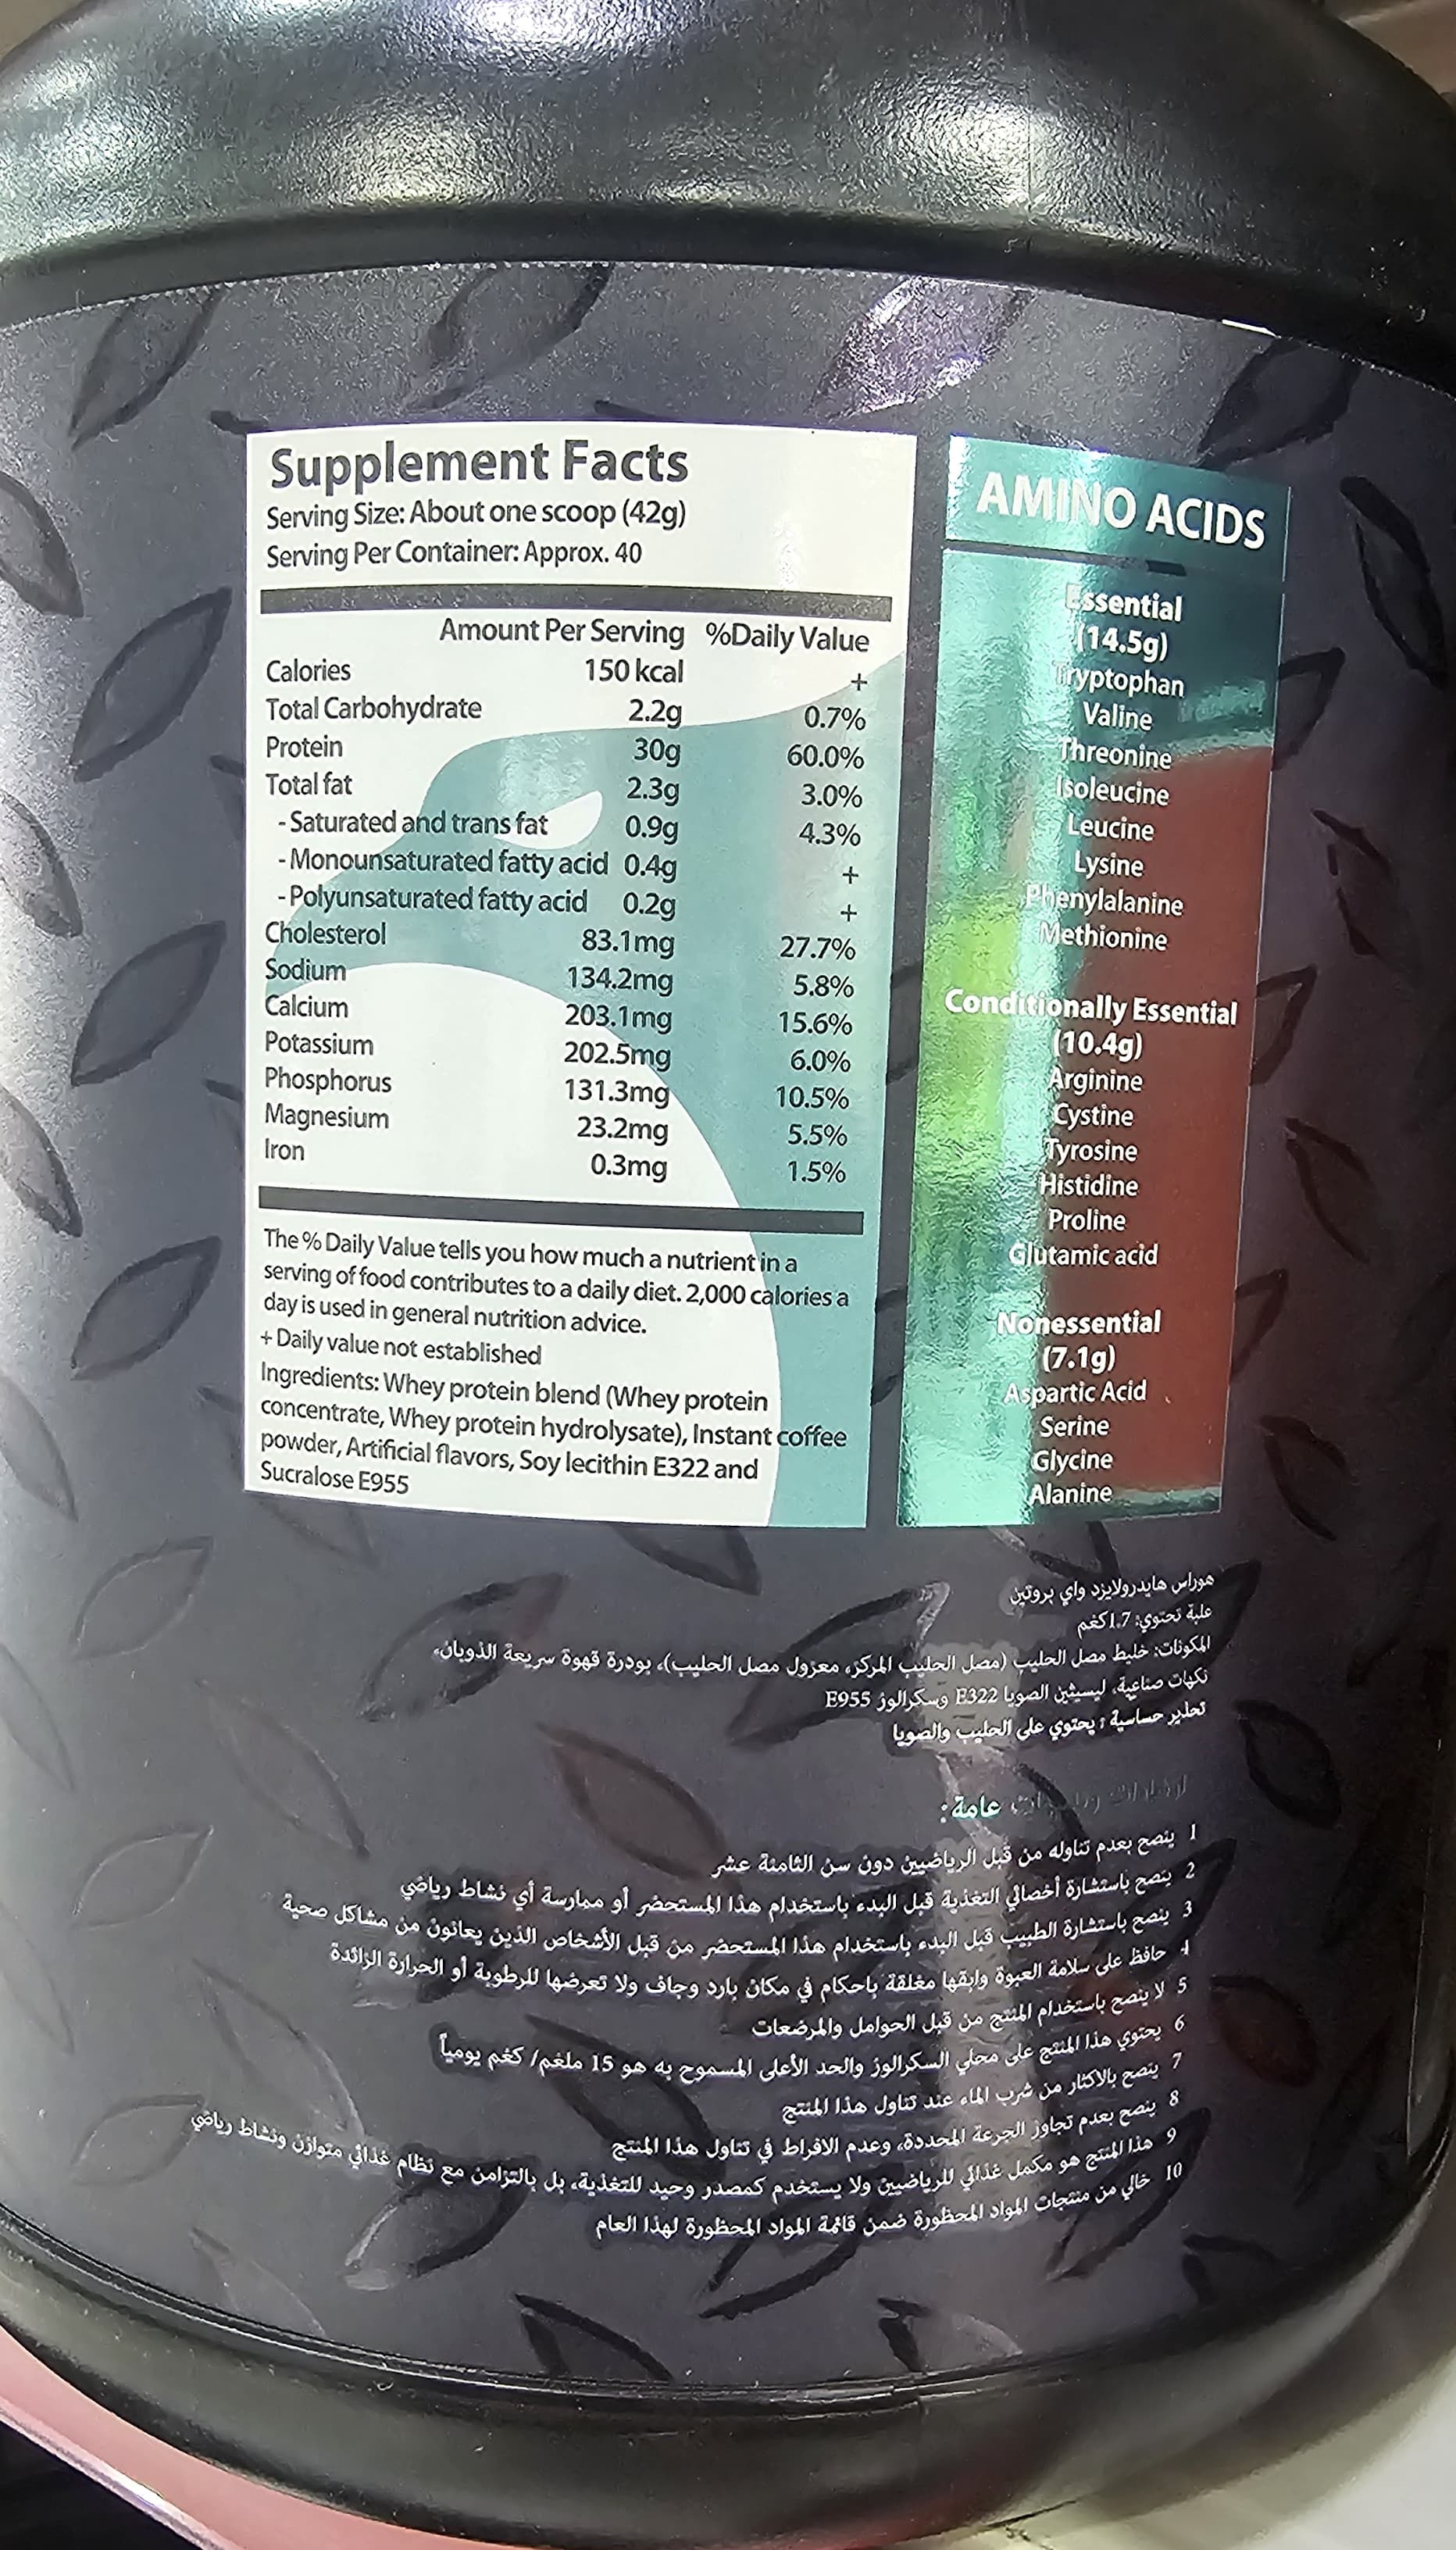 Supplement Facts
Serving Size: About one scoop (42g)
Serving Per Container: Approx. 40
Amount Per Serving %Daily Value
Calories 150 kcal +
Total Carbohydrate 2.2g 0.7%
Protein 30g 60.0%
Total fat 2.3g 3.0%
- Saturated and trans fat 0.9g 4.3%
- Monounsaturated fatty acid 0.4g +
- Polyunsaturated fatty acid 0.2g +
Cholesterol 83.1mg 27.7%
Sodium 134.2mg 5.8%
Calcium 203.1mg 15.6%
Potassium 202.5mg 6.0%
Phosphorus 131.3mg 10.5%
Magnesium 23.2mg 5.5%
Iron 0.3mg 1.5%
The % Daily Value tells you how much a nutrient in a
serving of food contributes to a daily diet. 2,000 calories a
day is used in general nutrition advice.
+ Daily value not established
Ingredients: Whey protein blend (Whey protein
concentrate, Whey protein hydrolysate), Instant coffee
powder, Artificial flavors, Soy lecithin E322 and
Sucralose E955
AMINO ACIDS
Essential
(14.5g)
Tryptophan
Valine
Threonine
Isoleucine
Leucine
Lysine
Phenylalanine
Methionine
Conditionally Essential
(10.4g)
Arginine
Cystine
Tyrosine
Histidine
Proline
Glutamic acid
Nonessential
(7.1g)
Aspartic Acid
Serine
Glycine
Alanine
هوراس هايدرولايزد واي بروتين
علبة تحتوي: 1.7كغم
المكونات: خليط مصل الحليب (مصل الحليب المركز، معزول مصل الحليب)، بودرة قهوة سريعة الذوبان،
نكهات صناعية، ليسيثين الصويا E322 وسكرالوز E955
تحذير حساسية : يحتوي على الحليب والصويا
عامة:
1 ينصح بعدم تناوله من قبل الرياضيين دون سن الثامنة عشر
2 ينصح باستشارة أخصائي التغذية قبل البدء باستخدام هذا المستحضر أو ممارسة أي نشاط رياضي
3 ينصح باستشارة الطبيب قبل البدء باستخدام هذا المستحضر من قبل الأشخاص الذين يعانون من مشاكل صحية
4 حافظ على سلامة العبوة وابقها مغلقة باحكام في مكان بارد وجاف ولا تعرضها للرطوبة أو الحرارة الزائدة
5 لا ينصح باستخدام المنتج من قبل الحوامل والمرضعات
6 يحتوي هذا المنتج على محلي السكرالوز والحد الأعلى المسموح به هو 15 ملغم/ كغم يومياً
7 ينصح بالاكثار من شرب الماء عند تناول هذا المنتج
8 ينصح بعدم تجاوز الجرعة المحددة، وعدم الافراط في تناول هذا المنتج
9 هذا المنتج هو مكمل غذائي للرياضيين ولا يستخدم كمصدر وحيد للتغذية، بل بالتزامن مع نظام غذائي متوازن ونشاط رياضي
10 خالي من منتجات المواد المحظورة ضمن قائمة المواد المحظورة لهذا العام